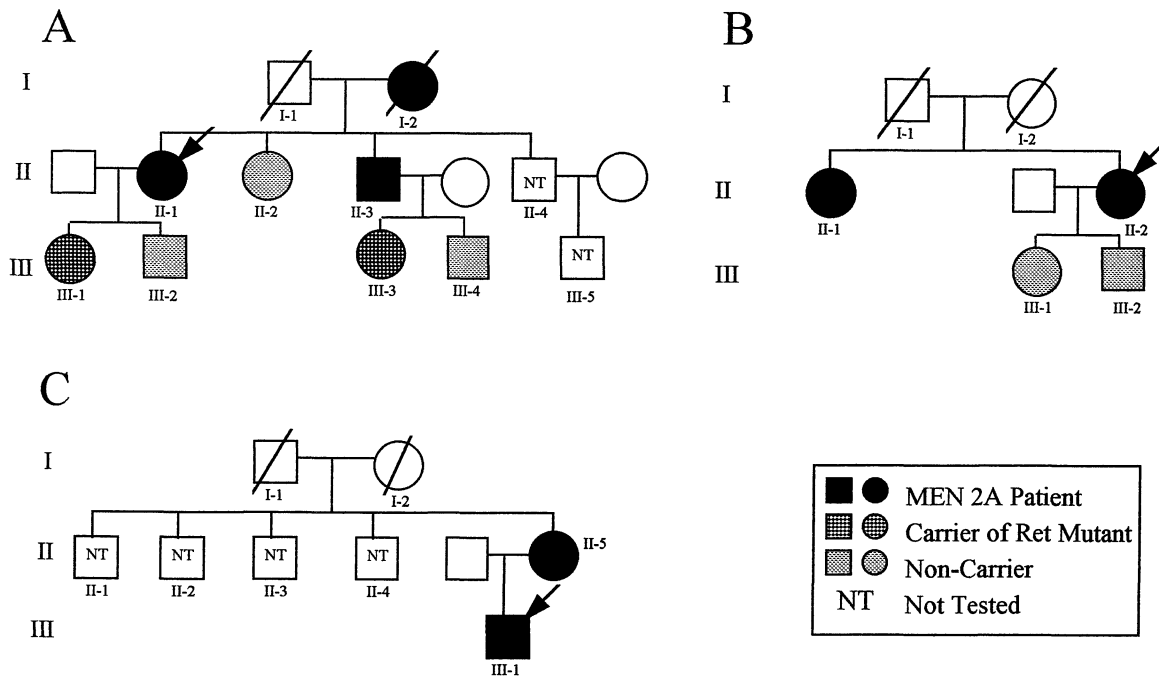 A
I
I-1
I-2
II
II-1
II-2
II-3
NT
II-4
III
III-1
III-2
III-3
III-4
NT
III-5
B
I
I-1
I-2
II
II-1
II-2
III
III-1
III-2
C
I
I-1
I-2
II
NT
NT
NT
NT
II-5
II-1
II-2
II-3
II-4
III
III-1
MEN 2A Patient
Carrier of Ret Mutant
Non-Carrier
NT Not Tested